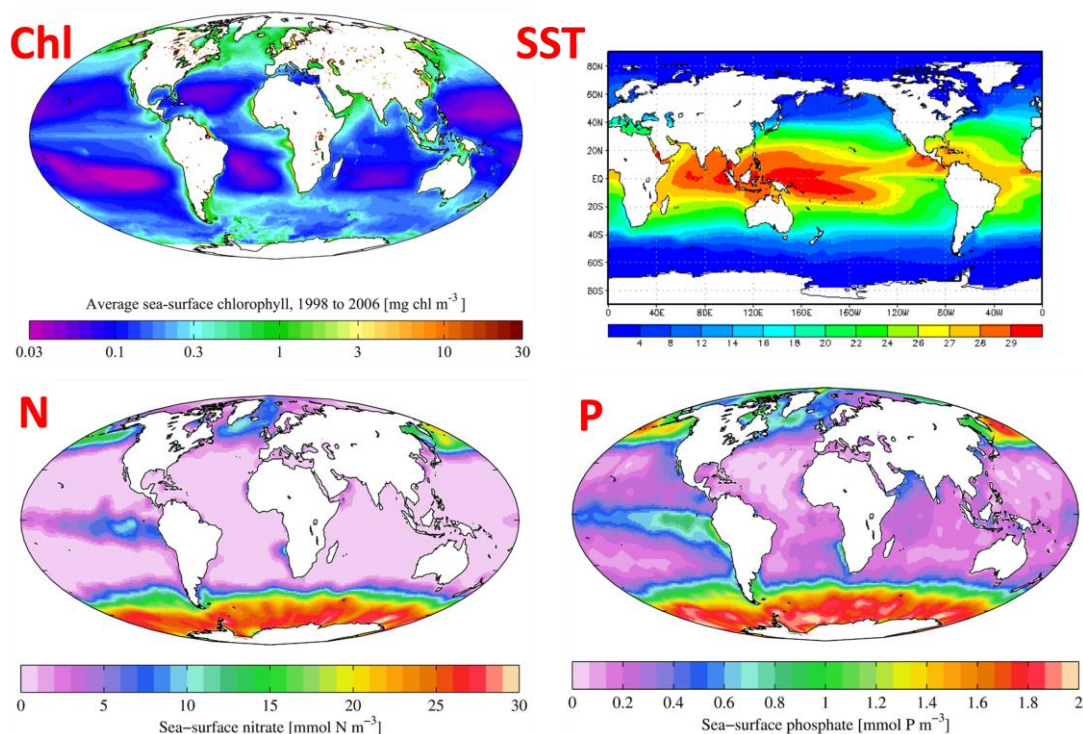 Chl
SST
80N
60N
40N
20N
EQ
20S
40S
60S
80S
0 40E 80E 120E 160E 160W 120W 80W 40W 0
Average sea-surface chlorophyll, 1998 to 2006 [mg chl m⁻³]
0.03 0.1 0.3 1 3 10 30
4 8 12 14 16 18 20 22 24 26 27 28 29
N
P
0 5 10 15 20 25 30
Sea-surface nitrate [mmol N m⁻³]
0 0.2 0.4 0.6 0.8 1 1.2 1.4 1.6 1.8 2
Sea-surface phosphate [mmol P m⁻³]